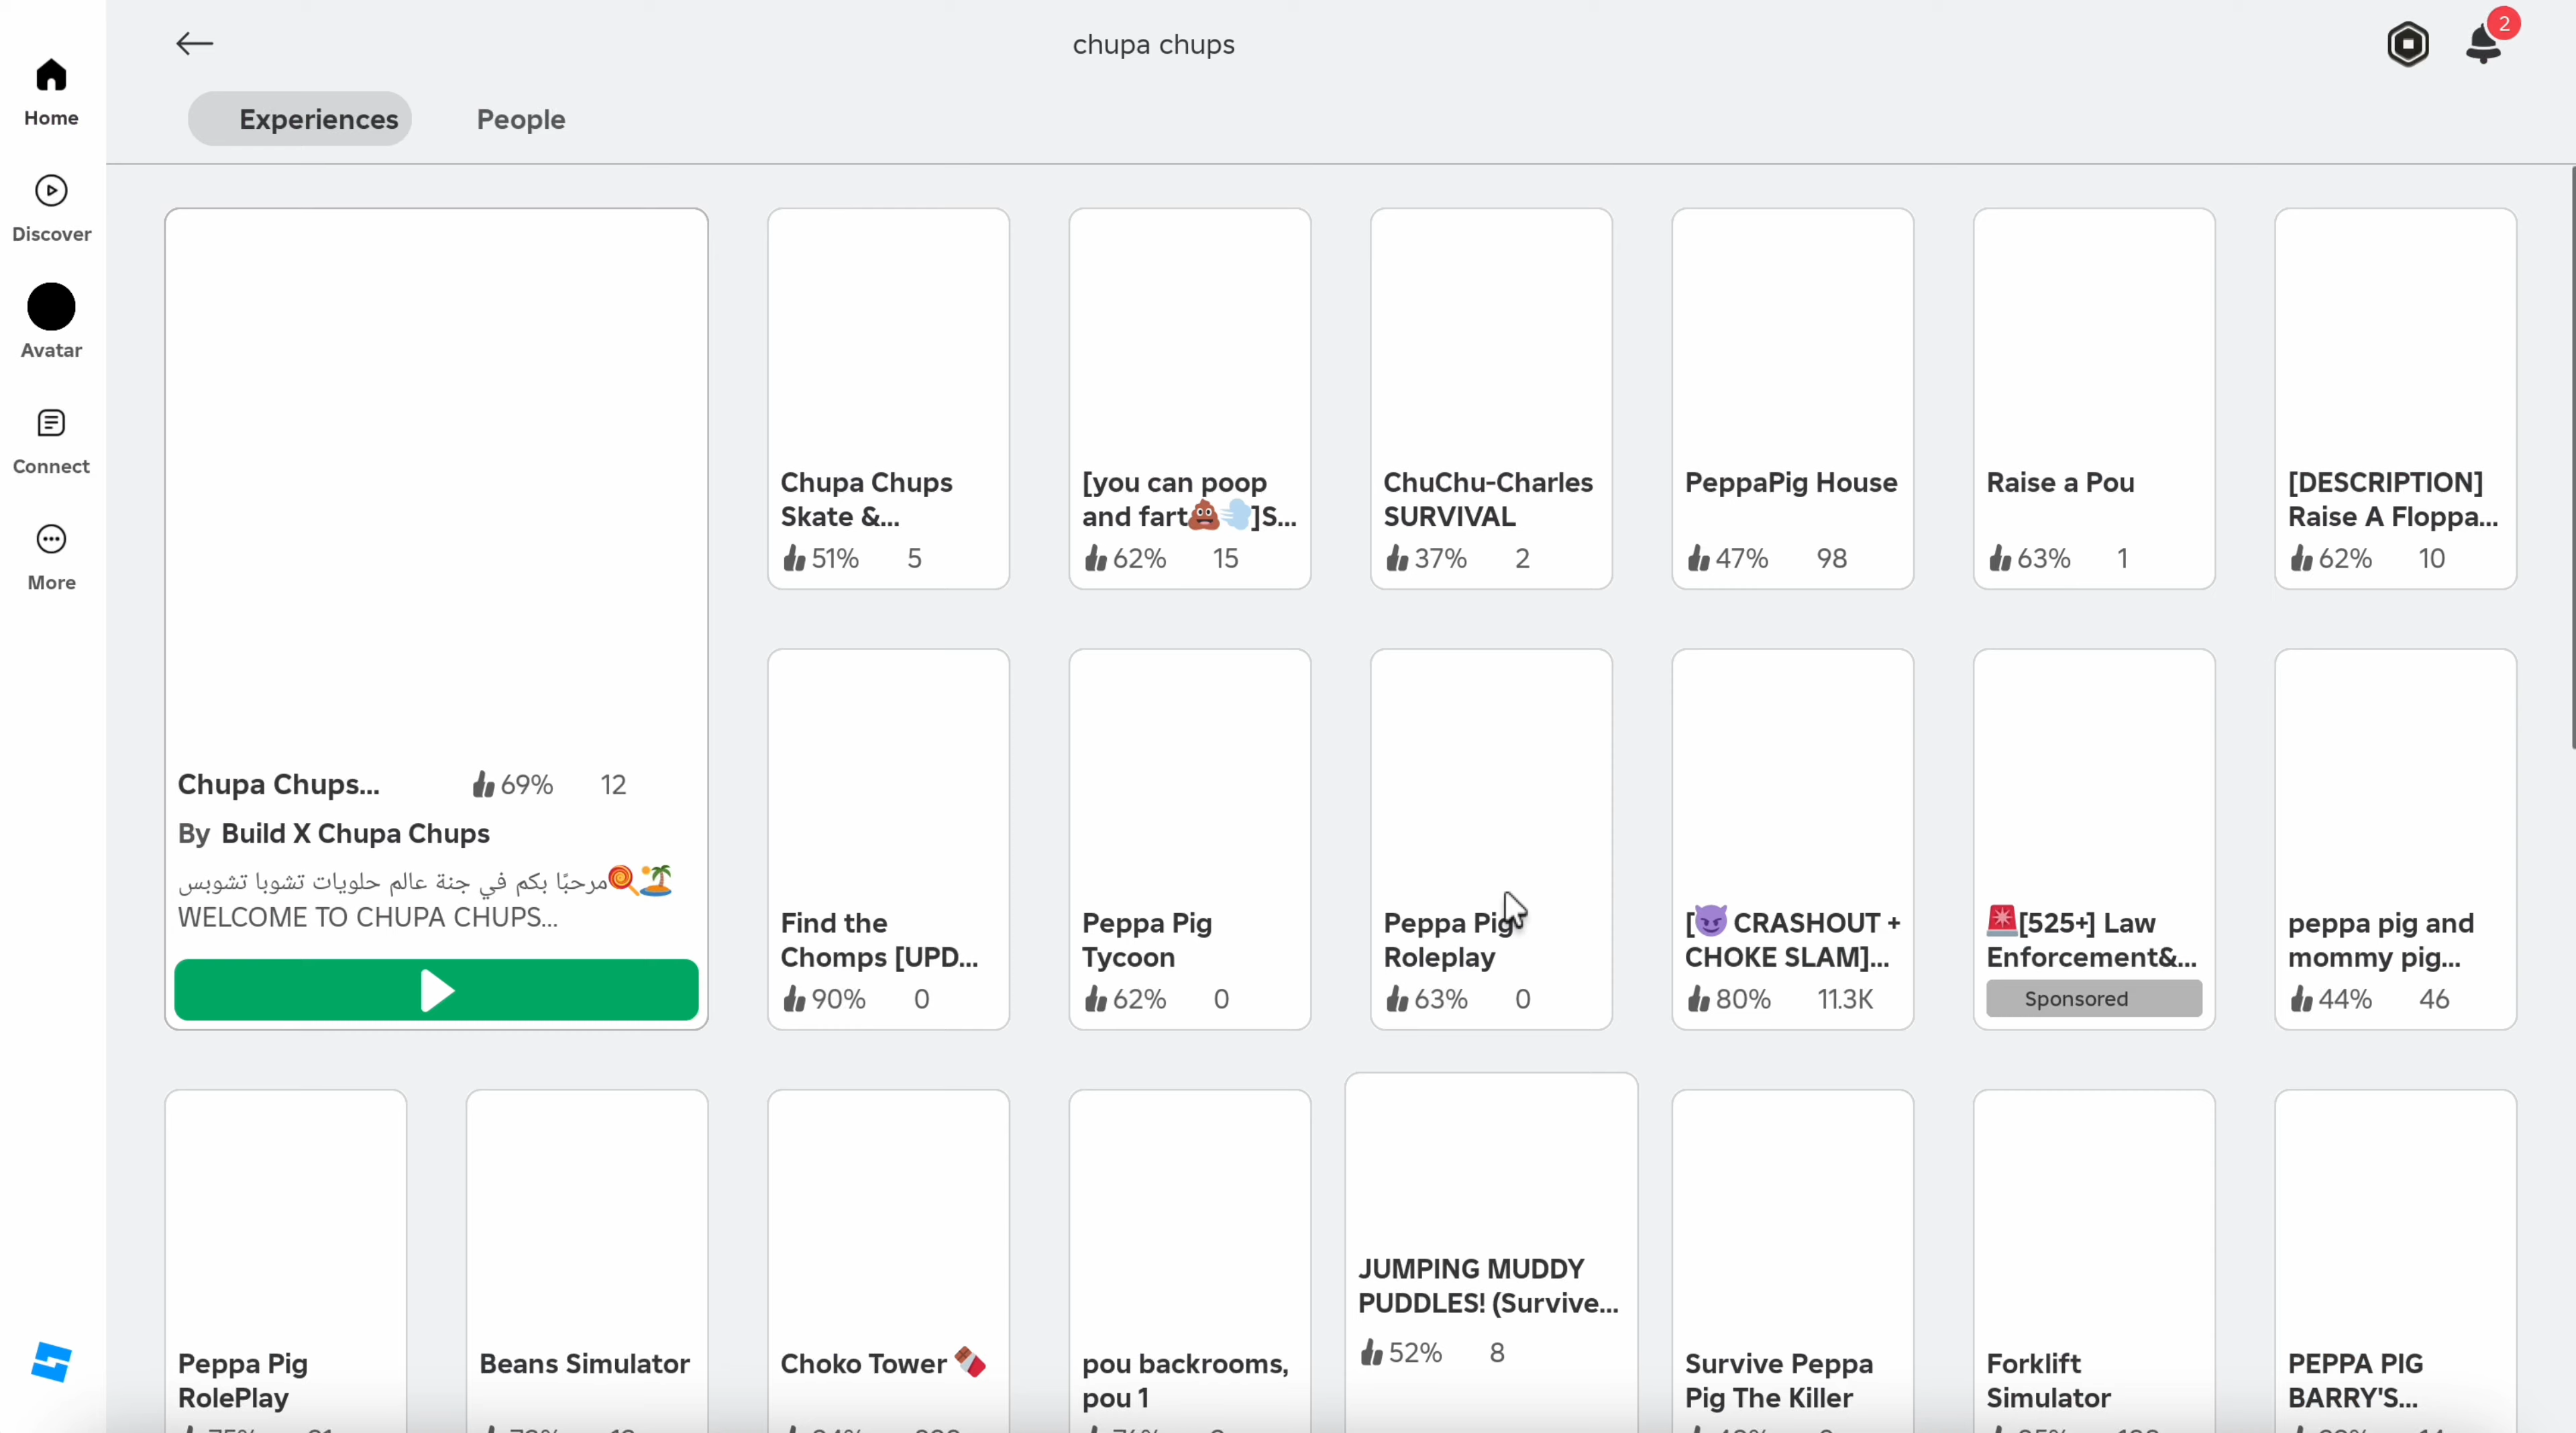 chupa chups
2
Home
Discover
Avatar
Connect
More
Experiences
People
Chupa Chups...
69%
12
By Build X Chupa Chups
مرحبًا بكم في جنة عالم حلويات تشوبا تشوبس🍭🏝️
WELCOME TO CHUPA CHUPS...
Chupa Chups
Skate &...
51%
5
[you can poop
and fart💩💨]S...
62%
15
ChuChu-Charles
SURVIVAL
37%
2
PeppaPig House
47%
98
Raise a Pou
63%
1
[DESCRIPTION]
Raise A Floppa...
62%
10
Find the
Chomps [UPD...
90%
0
Peppa Pig
Tycoon
62%
0
Peppa Pig
Roleplay
63%
0
[😈 CRASHOUT +
CHOKE SLAM]...
80%
11.3K
🚨[525+] Law
Enforcement&...
Sponsored
peppa pig and
mommy pig...
44%
46
Peppa Pig
RolePlay
Beans Simulator
Choko Tower 🍫
pou backrooms,
pou 1
JUMPING MUDDY
PUDDLES! (Survive...
52%
8
Survive Peppa
Pig The Killer
Forklift
Simulator
PEPPA PIG
BARRY'S...